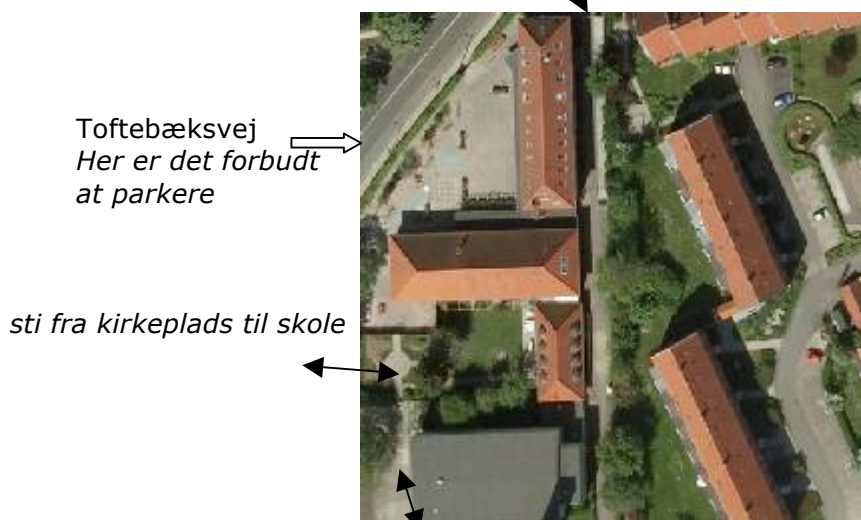 Toftebæksvej
Her er det forbudt
at parkere
sti fra kirkeplads til skole